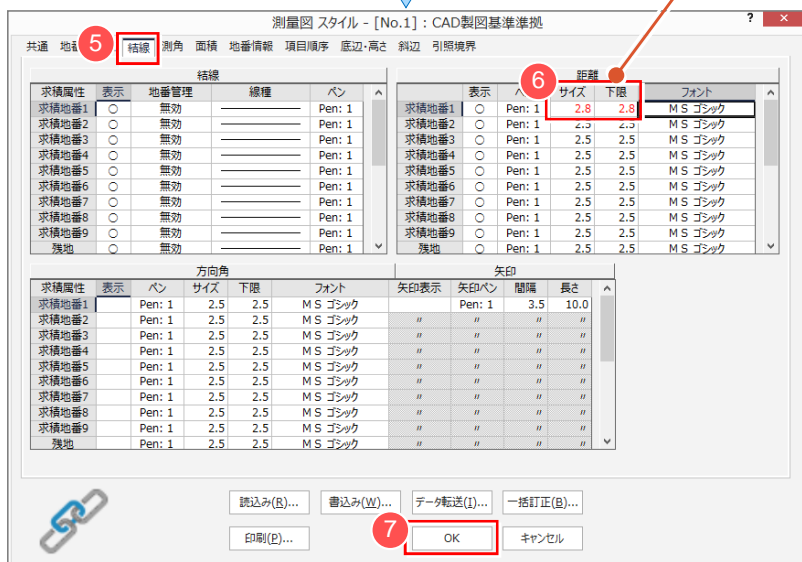 測量図 スタイル - [No.1] : CAD製図基準準拠 ? ×
共通 地番 5 結線 測角 面積 地番情報 項目順序 底辺・高さ 斜辺 引照境界
結線
求積属性 表示 地番管理 線種 ペン
求積地番1 ○ 無効 Pen: 1
求積地番2 ○ 無効 Pen: 1
求積地番3 ○ 無効 Pen: 1
求積地番4 ○ 無効 Pen: 1
求積地番5 ○ 無効 Pen: 1
求積地番6 ○ 無効 Pen: 1
求積地番7 ○ 無効 Pen: 1
求積地番8 ○ 無効 Pen: 1
求積地番9 ○ 無効 Pen: 1
残地 ○ 無効 Pen: 1
6 距離
表示 サイズ 下限 フォント
求積地番1 ○ Pen: 1 2.8 2.8 ＭＳ ゴシック
求積地番2 ○ Pen: 1 2.5 2.5 ＭＳ ゴシック
求積地番3 ○ Pen: 1 2.5 2.5 ＭＳ ゴシック
求積地番4 ○ Pen: 1 2.5 2.5 ＭＳ ゴシック
求積地番5 ○ Pen: 1 2.5 2.5 ＭＳ ゴシック
求積地番6 ○ Pen: 1 2.5 2.5 ＭＳ ゴシック
求積地番7 ○ Pen: 1 2.5 2.5 ＭＳ ゴシック
求積地番8 ○ Pen: 1 2.5 2.5 ＭＳ ゴシック
求積地番9 ○ Pen: 1 2.5 2.5 ＭＳ ゴシック
残地 ○ Pen: 1 2.5 2.5 ＭＳ ゴシック
方向角 矢印
求積属性 表示 ペン サイズ 下限 フォント 矢印表示 矢印ペン 間隔 長さ
求積地番1 Pen: 1 2.5 2.5 ＭＳ ゴシック Pen: 1 3.5 10.0
求積地番2 Pen: 1 2.5 2.5 ＭＳ ゴシック 〃 〃 〃 〃
求積地番3 Pen: 1 2.5 2.5 ＭＳ ゴシック 〃 〃 〃 〃
求積地番4 Pen: 1 2.5 2.5 ＭＳ ゴシック 〃 〃 〃 〃
求積地番5 Pen: 1 2.5 2.5 ＭＳ ゴシック 〃 〃 〃 〃
求積地番6 Pen: 1 2.5 2.5 ＭＳ ゴシック 〃 〃 〃 〃
求積地番7 Pen: 1 2.5 2.5 ＭＳ ゴシック 〃 〃 〃 〃
求積地番8 Pen: 1 2.5 2.5 ＭＳ ゴシック 〃 〃 〃 〃
求積地番9 Pen: 1 2.5 2.5 ＭＳ ゴシック 〃 〃 〃 〃
残地 Pen: 1 2.5 2.5 ＭＳ ゴシック 〃 〃 〃 〃
読込み(R)... 書込み(W)... データ転送(I)... 一括訂正(B)...
印刷(P)... 7 OK キャンセル